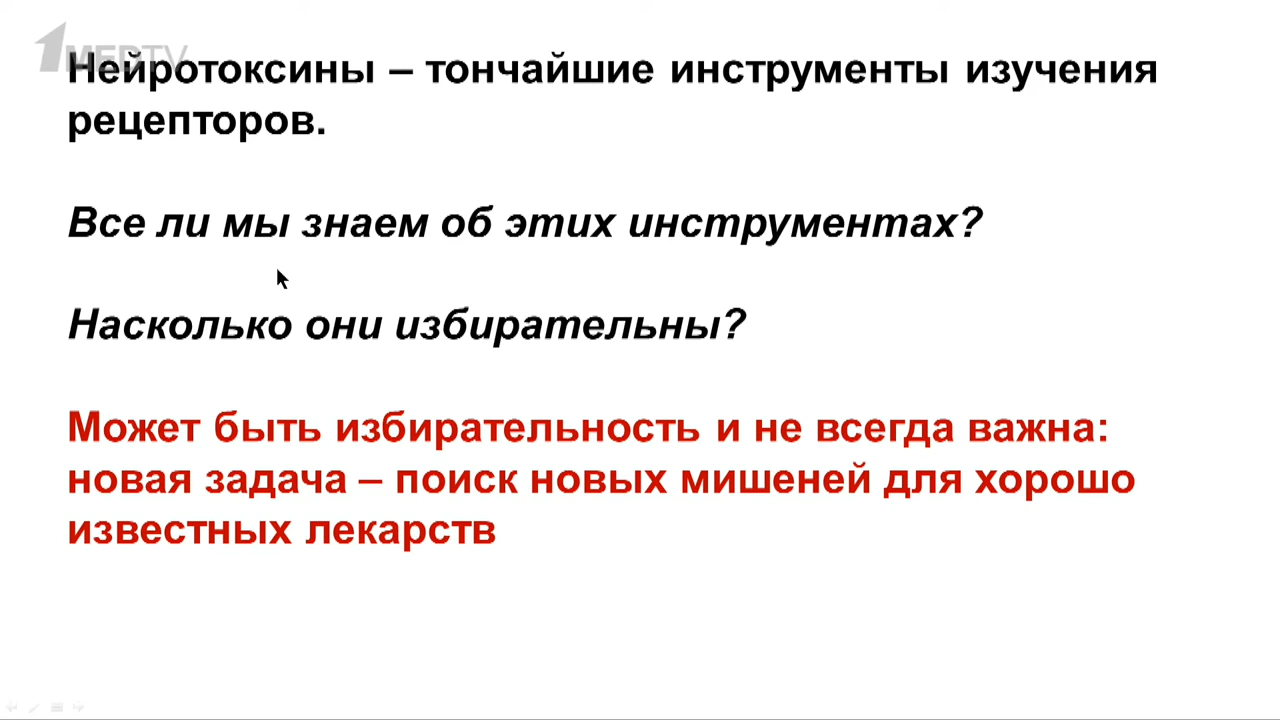 1MEDTV
Нейротоксины – тончайшие инструменты изучения
рецепторов.
Все ли мы знаем об этих инструментах?
Насколько они избирательны?
Может быть избирательность и не всегда важна:
новая задача – поиск новых мишеней для хорошо
известных лекарств